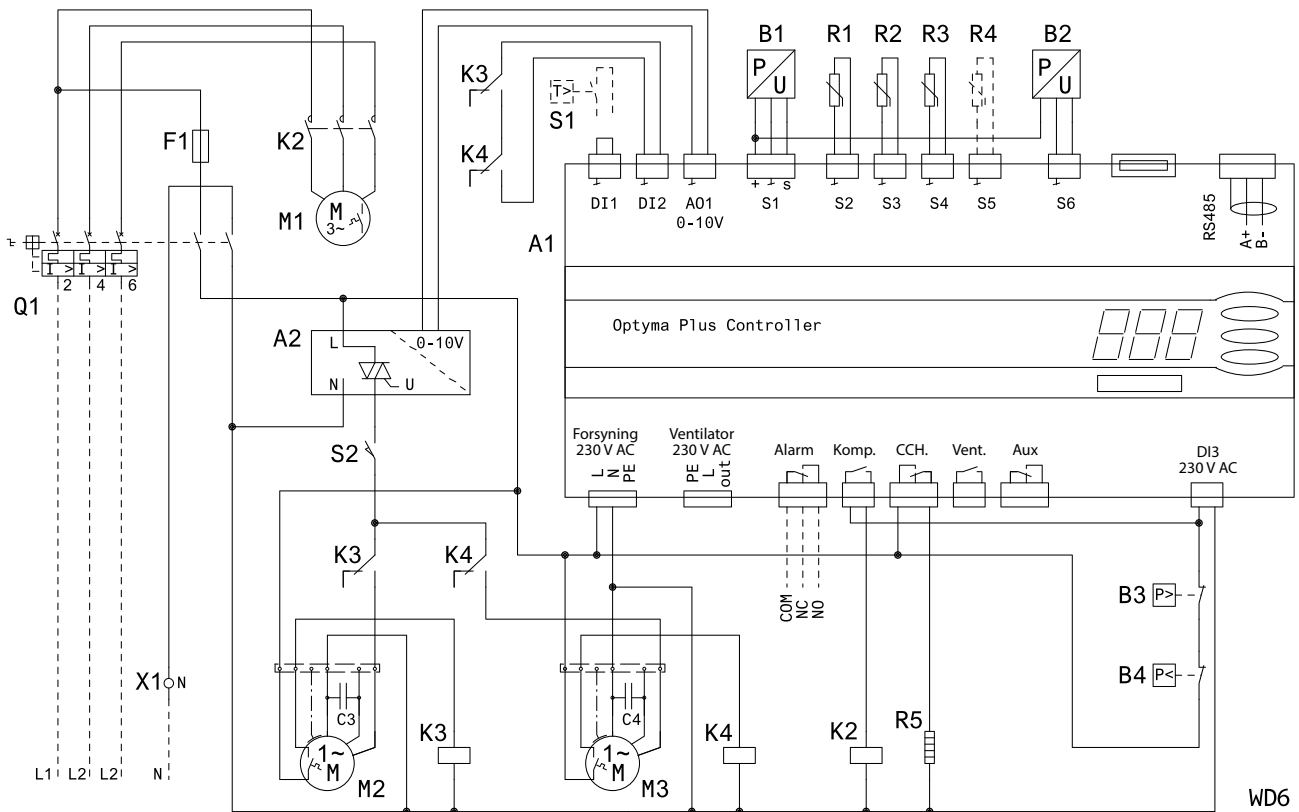 B1 R1 R2 R3 R4 B2
P U
P U
K3
T>
S1
F1
K2
K4
M
3~
M1
DI1 DI2 AO1
0-10V
+ s
S1 S2 S3 S4 S5 S6
RS485
A+
B-
A1
I > I > I >
2 4 6
Q1
Optyma Plus Controller
A2
L 0-10V
N U
S2
Forsyning
230 V AC
L
N
PE
Ventilator
230 V AC
PE
L
out
Alarm Komp. CCH. Vent. Aux
DI3
230 V AC
K3 K4
COM
NC
NO
B3 P>
B4 P<
X1 N
C3 C4
K3 K4 K2 R5
1~
M
M2
1~
M
M3
L1 L2 L2 N
WD6